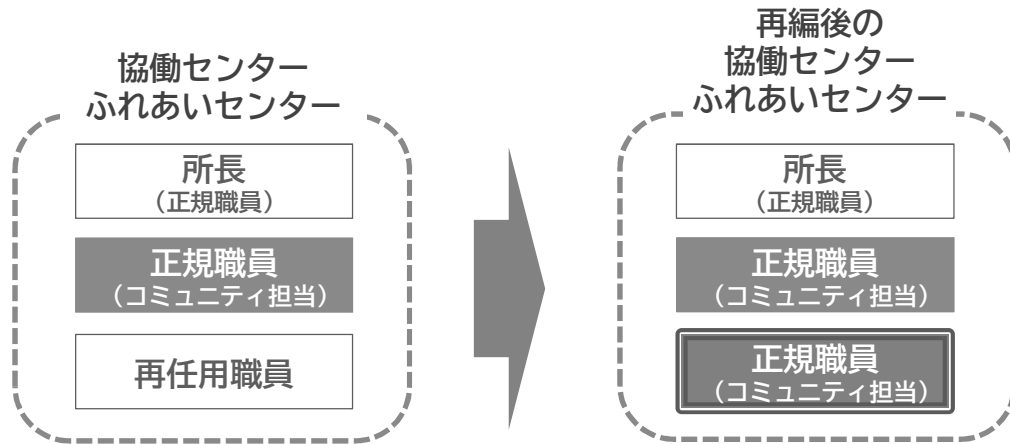 協働センター
ふれあいセンター
所長
（正規職員）
正規職員
（コミュニティ担当）
再任用職員
再編後の
協働センター
ふれあいセンター
所長
（正規職員）
正規職員
（コミュニティ担当）
正規職員
（コミュニティ担当）